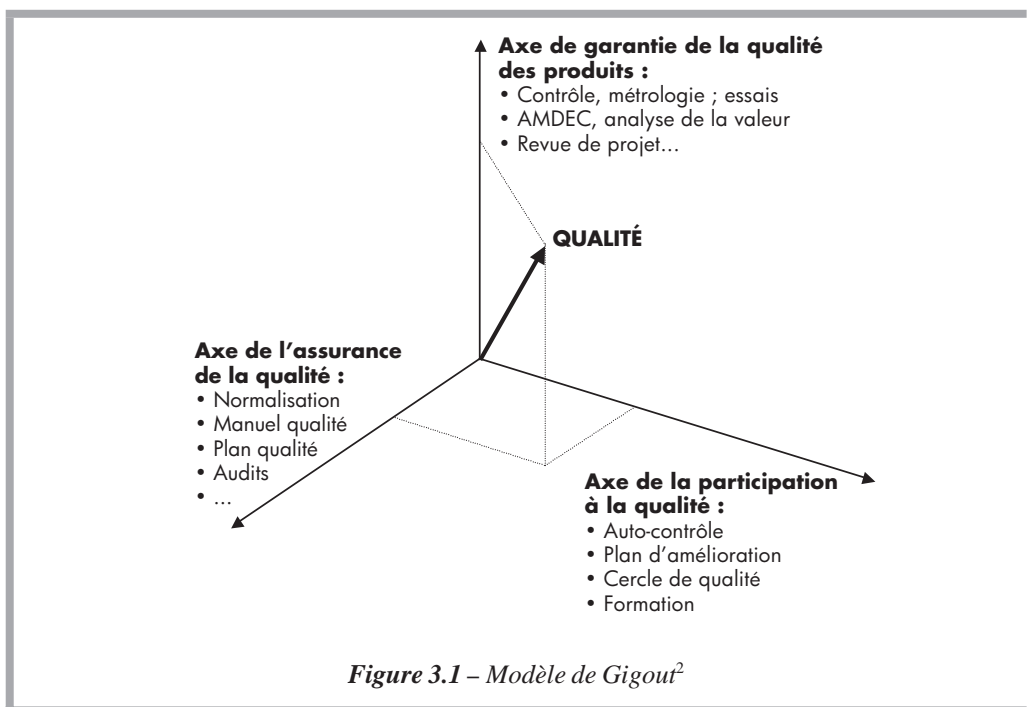 Axe de garantie de la qualité
des produits :
• Contrôle, métrologie ; essais
• AMDEC, analyse de la valeur
• Revue de projet...
QUALITÉ
Axe de l’assurance
de la qualité :
• Normalisation
• Manuel qualité
• Plan qualité
• Audits
• ...
Axe de la participation
à la qualité :
• Auto-contrôle
• Plan d’amélioration
• Cercle de qualité
• Formation
Figure 3.1 – Modèle de Gigout²